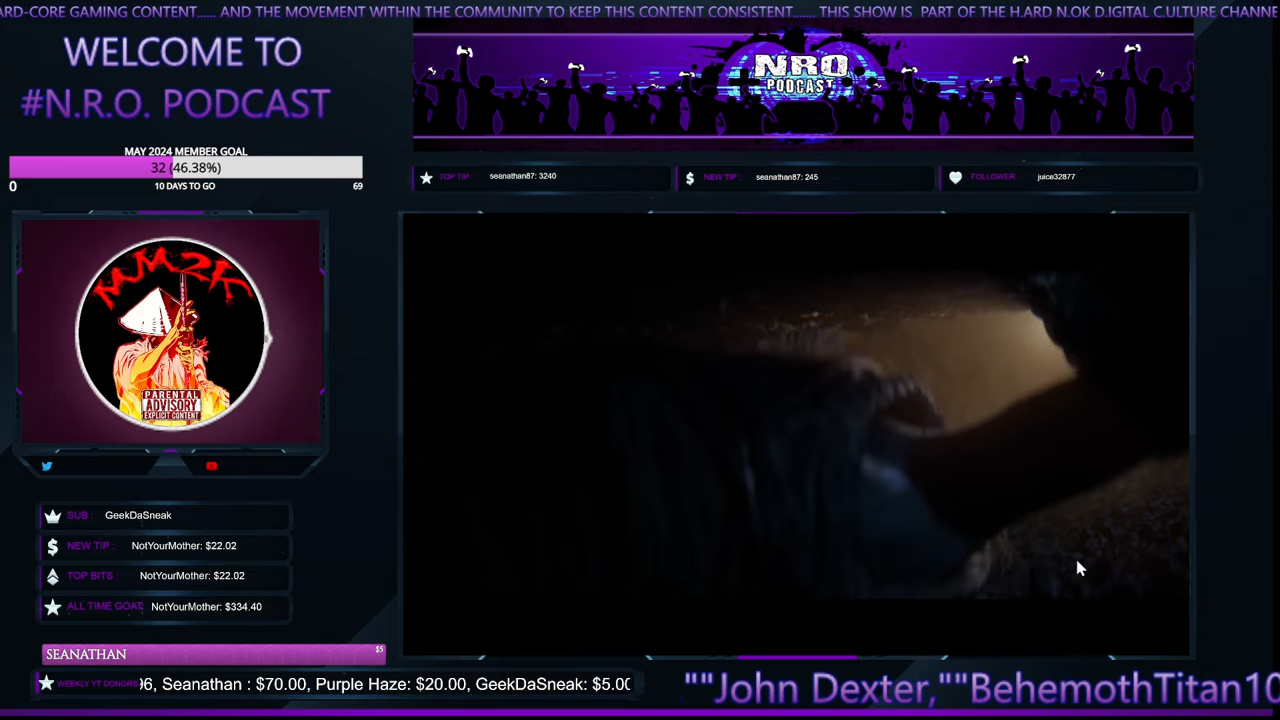 ARD-CORE GAMING CONTENT...... AND THE MOVEMENT WITHIN THE COMMUNITY TO KEEP THIS CONTENT CONSISTENT....... THIS SHOW IS PART OF THE H.ARD N.OK D.IGITAL C.ULTURE CHANNE
WELCOME TO
#N.R.O. PODCAST
NRO
PODCAST
MAY 2024 MEMBER GOAL
32 (46.38%)
0 10 DAYS TO GO 69
TOP TIP : seanathan87: 3240
NEW TIP : seanathan87: 245
FOLLOWER : juice32877
MM2K
PARENTAL
ADVISORY
EXPLICIT CONTENT
SUB : GeekDaSneak
NEW TIP : NotYourMother: $22.02
TOP BITS : NotYourMother: $22.02
ALL TIME GOAT: NotYourMother: $334.40
SEANATHAN $5
WEEKLY YT DONORS: 96, Seanathan : $70.00, Purple Haze: $20.00, GeekDaSneak: $5.00
""John Dexter,""BehemothTitan10